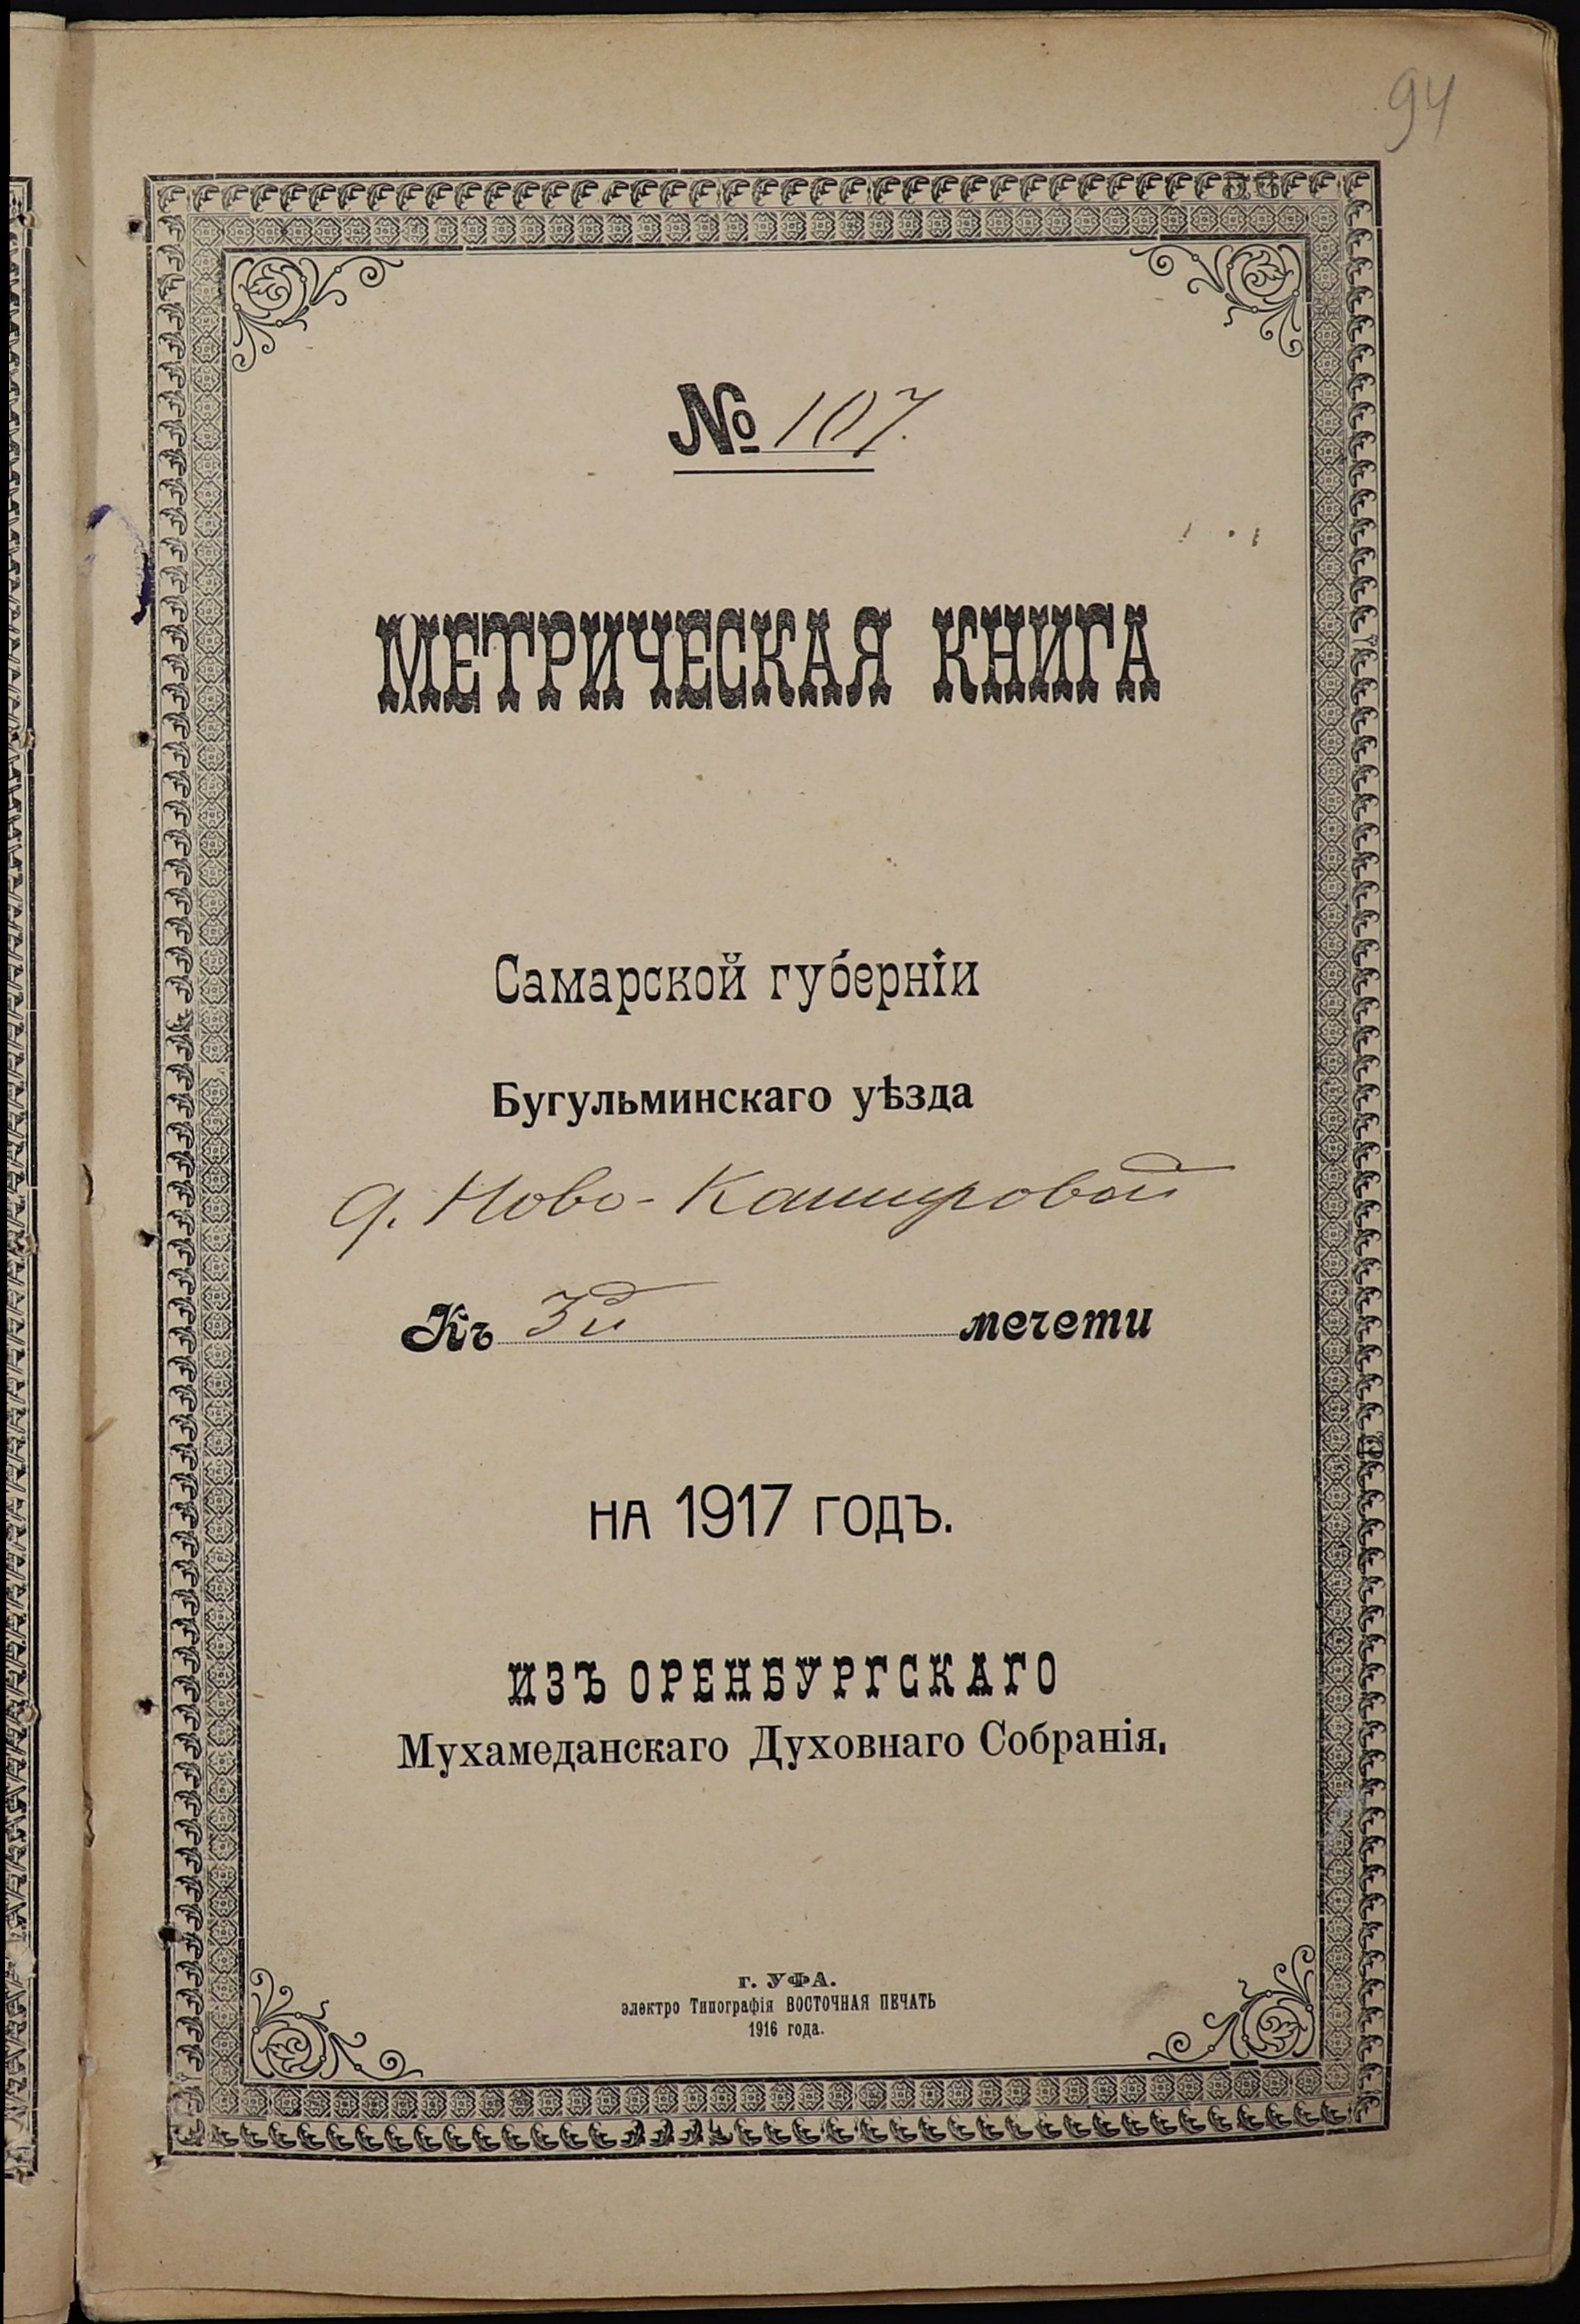 94
№ 107.
МЕТРИЧЕСКАЯ КНИГА
Самарской губернІи
Бугульминскаго уѣзда
д. Ново-Кашировой
Къ 3й мечети
НА 1917 ГОДЪ.
ИЗЪ ОРЕНБУРГСКАГО
Мухамеданскаго Духовнаго Собранія.
г. УФА.
электро Типографія ВОСТОЧНАЯ ПЕЧАТЬ
1916 года.